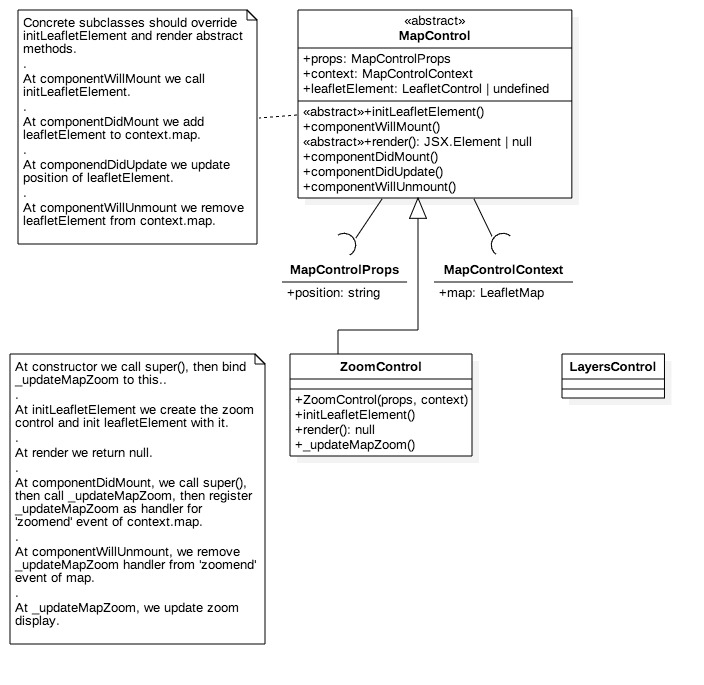 Concrete subclasses should override
initLeafletElement and render abstract
methods.
.
At componentWillMount we call
initLeafletElement.
.
At componentDidMount we add
leafletElement to context.map.
.
At compondenDidUpdate we update
position of leafletElement.
.
At componentWillUnmount we remove
leafletElement from context.map.
«abstract»
MapControl
+props: MapControlProps
+context: MapControlContext
+leafletElement: LeafletControl | undefined
«abstract»+initLeafletElement()
+componentWillMount()
«abstract»+render(): JSX.Element | null
+componentDidMount()
+componentDidUpdate()
+componentWillUnmount()
MapControlProps
+position: string
MapControlContext
+map: LeafletMap
At constructor we call super(), then bind
_updateMapZoom to this..
.
At initLeafletElement we create the zoom
control and init leafletElement with it.
.
At render we return null.
.
At componentDidMount, we call super(),
then call _updateMapZoom, then register
_updateMapZoom as handler for
'zoomend' event of context.map.
.
At componentWillUnmount, we remove
_updateMapZoom handler from 'zoomend'
event of map.
.
At _updateMapZoom, we update zoom
display.
ZoomControl
+ZoomControl(props, context)
+initLeafletElement()
+render(): null
+_updateMapZoom()
LayersControl